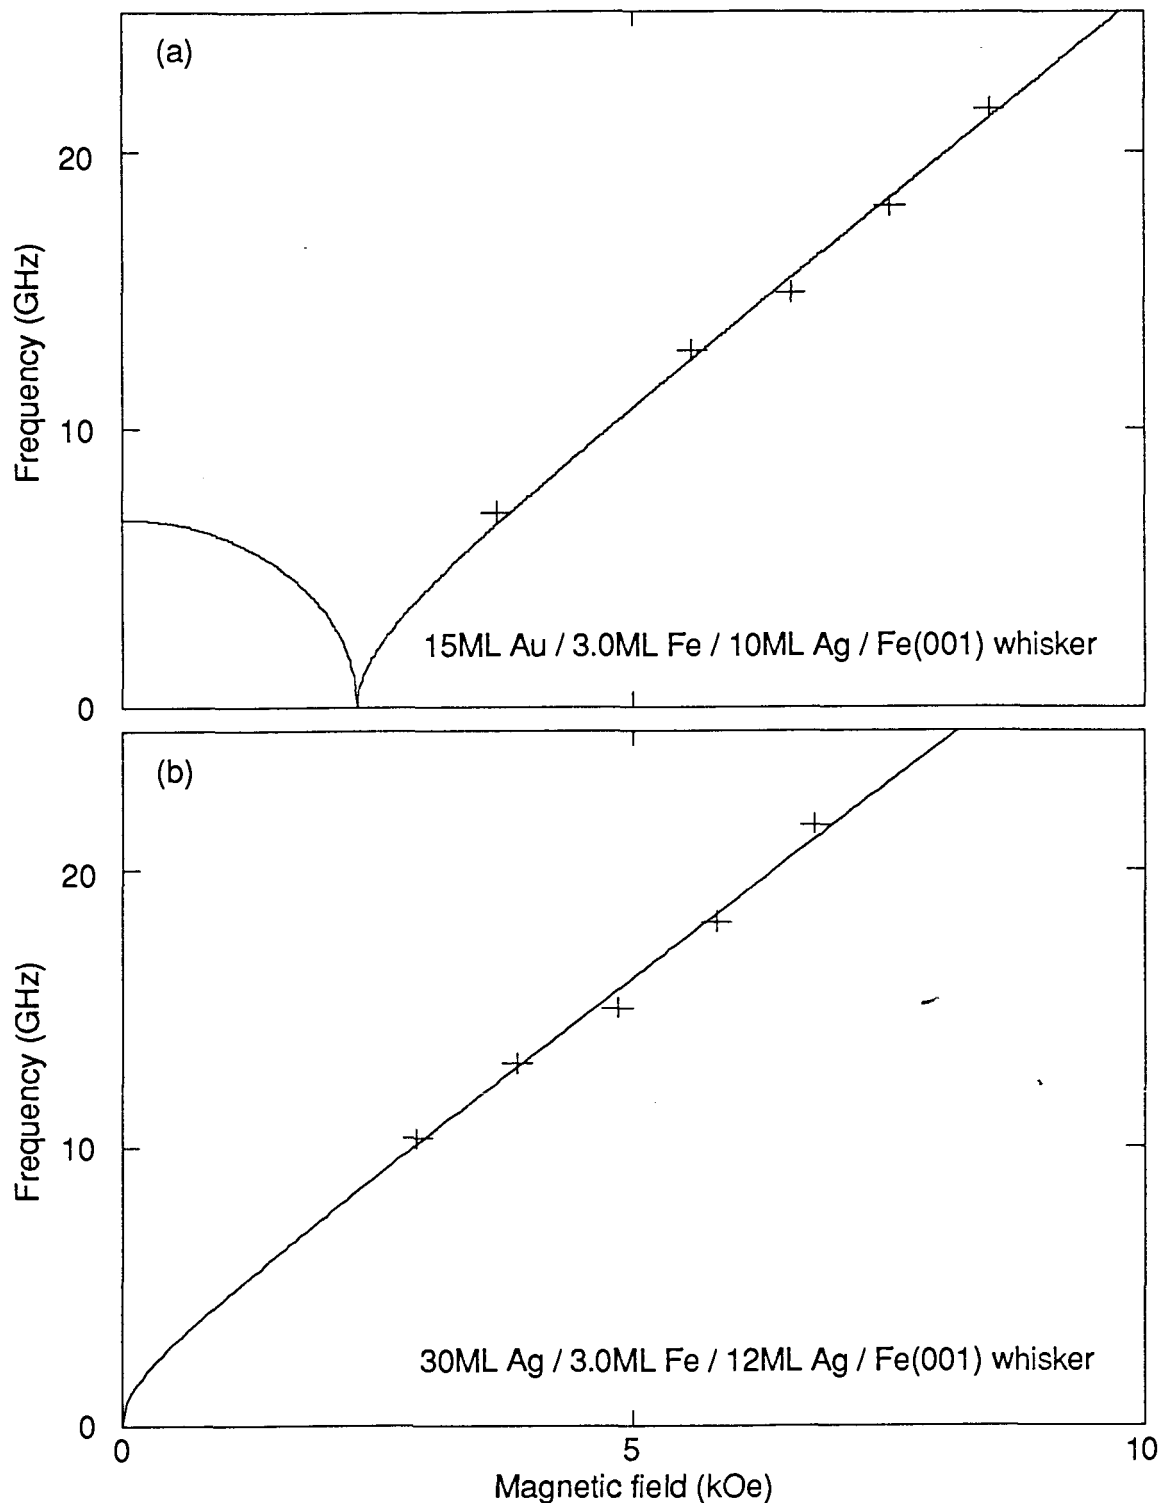 (a)
20
10
0
Frequency (GHz)
15ML Au / 3.0ML Fe / 10ML Ag / Fe(001) whisker
(b)
20
10
0
Frequency (GHz)
30ML Ag / 3.0ML Fe / 12ML Ag / Fe(001) whisker
0 5 10
Magnetic field (kOe)